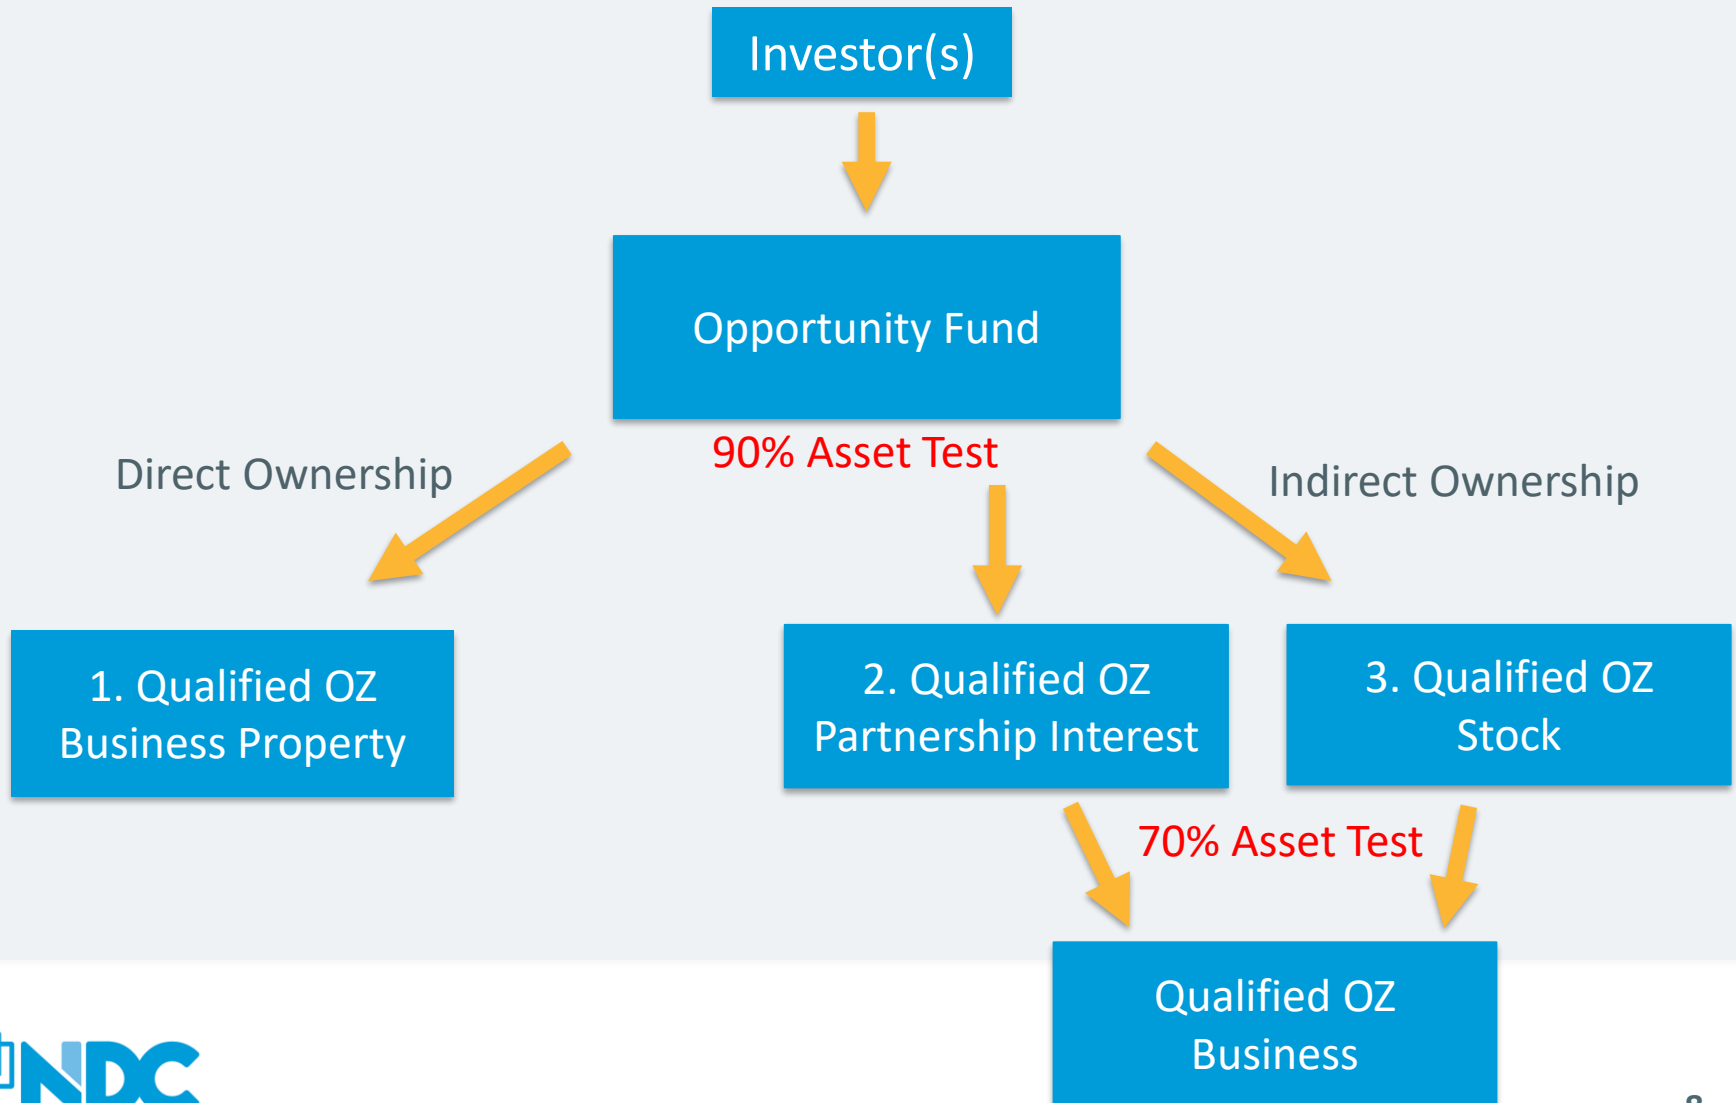 Investor(s)
Opportunity Fund
90% Asset Test
Direct Ownership
Indirect Ownership
1. Qualified OZ
Business Property
2. Qualified OZ
Partnership Interest
3. Qualified OZ
Stock
70% Asset Test
Qualified OZ
Business
NDC